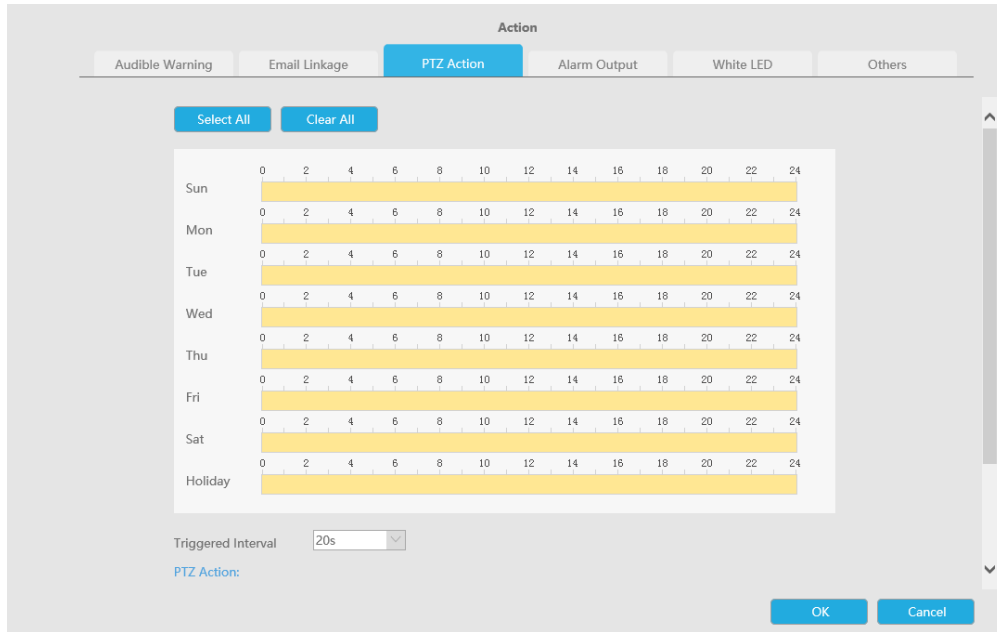 Action
Audible Warning Email Linkage PTZ Action Alarm Output White LED Others
Select All Clear All
0 2 4 6 8 10 12 14 16 18 20 22 24
Sun
0 2 4 6 8 10 12 14 16 18 20 22 24
Mon
0 2 4 6 8 10 12 14 16 18 20 22 24
Tue
0 2 4 6 8 10 12 14 16 18 20 22 24
Wed
0 2 4 6 8 10 12 14 16 18 20 22 24
Thu
0 2 4 6 8 10 12 14 16 18 20 22 24
Fri
0 2 4 6 8 10 12 14 16 18 20 22 24
Sat
0 2 4 6 8 10 12 14 16 18 20 22 24
Holiday
Triggered Interval 20s
PTZ Action:
OK Cancel